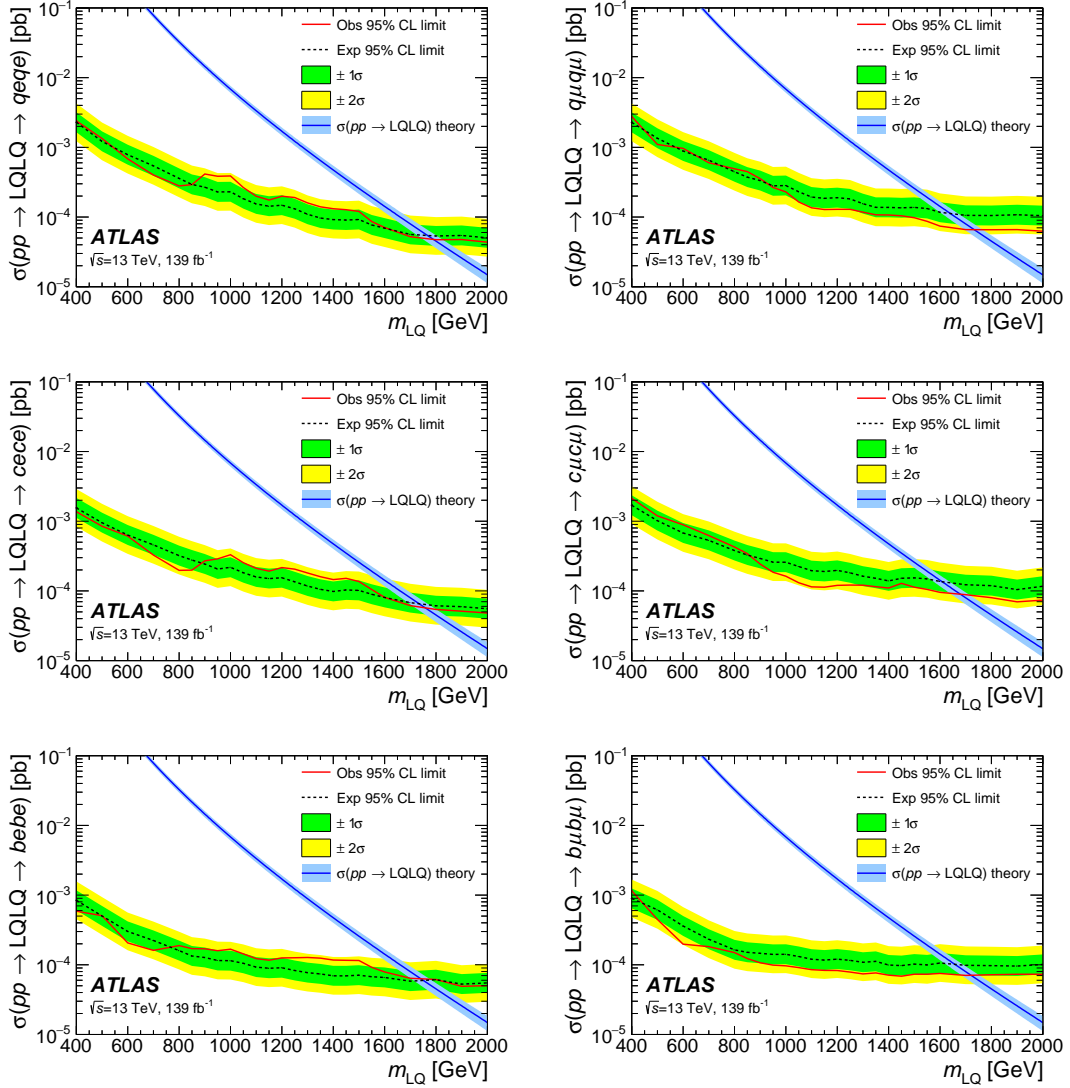 σ(pp → LQLQ → qeqe) [pb]
10⁻¹
10⁻²
10⁻³
10⁻⁴
10⁻⁵
Obs 95% CL limit
Exp 95% CL limit
± 1σ
± 2σ
σ(pp → LQLQ) theory
ATLAS
√s=13 TeV, 139 fb⁻¹
400 600 800 1000 1200 1400 1600 1800 2000
m_LQ [GeV]
σ(pp → LQLQ → qμqμ) [pb]
10⁻¹
10⁻²
10⁻³
10⁻⁴
10⁻⁵
Obs 95% CL limit
Exp 95% CL limit
± 1σ
± 2σ
σ(pp → LQLQ) theory
ATLAS
√s=13 TeV, 139 fb⁻¹
400 600 800 1000 1200 1400 1600 1800 2000
m_LQ [GeV]
σ(pp → LQLQ → cece) [pb]
10⁻¹
10⁻²
10⁻³
10⁻⁴
10⁻⁵
Obs 95% CL limit
Exp 95% CL limit
± 1σ
± 2σ
σ(pp → LQLQ) theory
ATLAS
√s=13 TeV, 139 fb⁻¹
400 600 800 1000 1200 1400 1600 1800 2000
m_LQ [GeV]
σ(pp → LQLQ → cμcμ) [pb]
10⁻¹
10⁻²
10⁻³
10⁻⁴
10⁻⁵
Obs 95% CL limit
Exp 95% CL limit
± 1σ
± 2σ
σ(pp → LQLQ) theory
ATLAS
√s=13 TeV, 139 fb⁻¹
400 600 800 1000 1200 1400 1600 1800 2000
m_LQ [GeV]
σ(pp → LQLQ → bebe) [pb]
10⁻¹
10⁻²
10⁻³
10⁻⁴
10⁻⁵
Obs 95% CL limit
Exp 95% CL limit
± 1σ
± 2σ
σ(pp → LQLQ) theory
ATLAS
√s=13 TeV, 139 fb⁻¹
400 600 800 1000 1200 1400 1600 1800 2000
m_LQ [GeV]
σ(pp → LQLQ → bμbμ) [pb]
10⁻¹
10⁻²
10⁻³
10⁻⁴
10⁻⁵
Obs 95% CL limit
Exp 95% CL limit
± 1σ
± 2σ
σ(pp → LQLQ) theory
ATLAS
√s=13 TeV, 139 fb⁻¹
400 600 800 1000 1200 1400 1600 1800 2000
m_LQ [GeV]